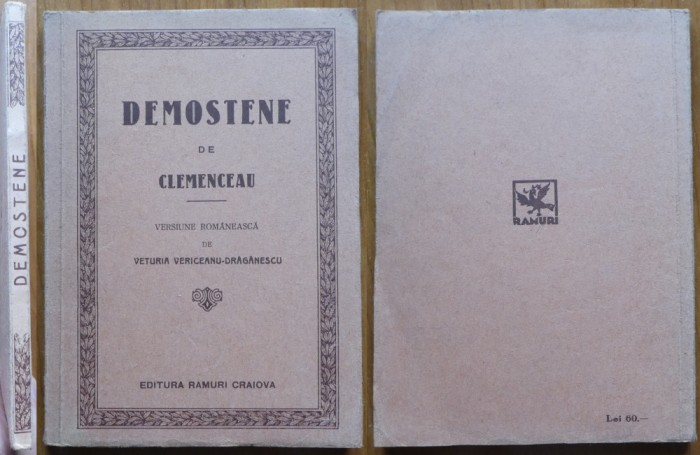 DEMOSTENE
DEMOSTENE
DE
CLEMENCEAU
VERSIUNE ROMÂNEASCĂ
DE
VETURIA VERICEANU-DRĂGĂNESCU
EDITURA RAMURI CRAIOVA
RAMURI
Lei 60.—